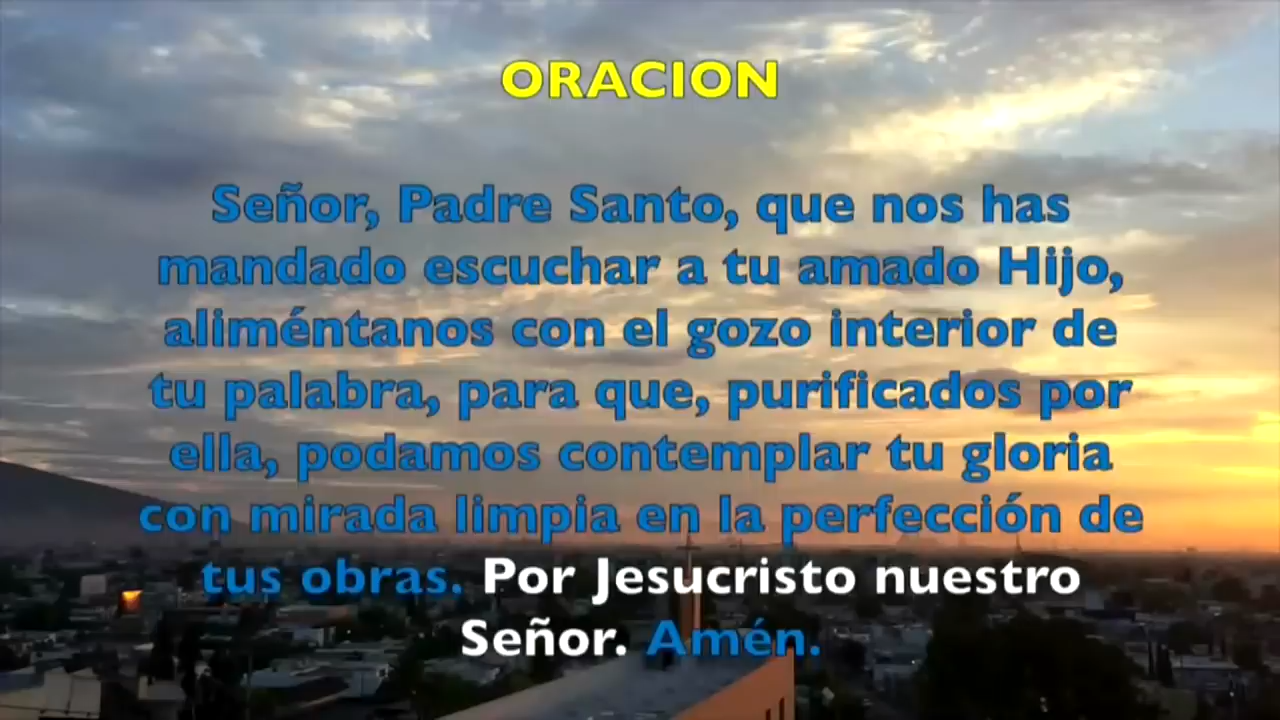 ORACION
Señor, Padre Santo, que nos has
mandado escuchar a tu amado Hijo,
aliméntanos con el gozo interior de
tu palabra, para que, purificados por
ella, podamos contemplar tu gloria
con mirada limpia en la perfección de
tus obras. Por Jesucristo nuestro
Señor. Amén.